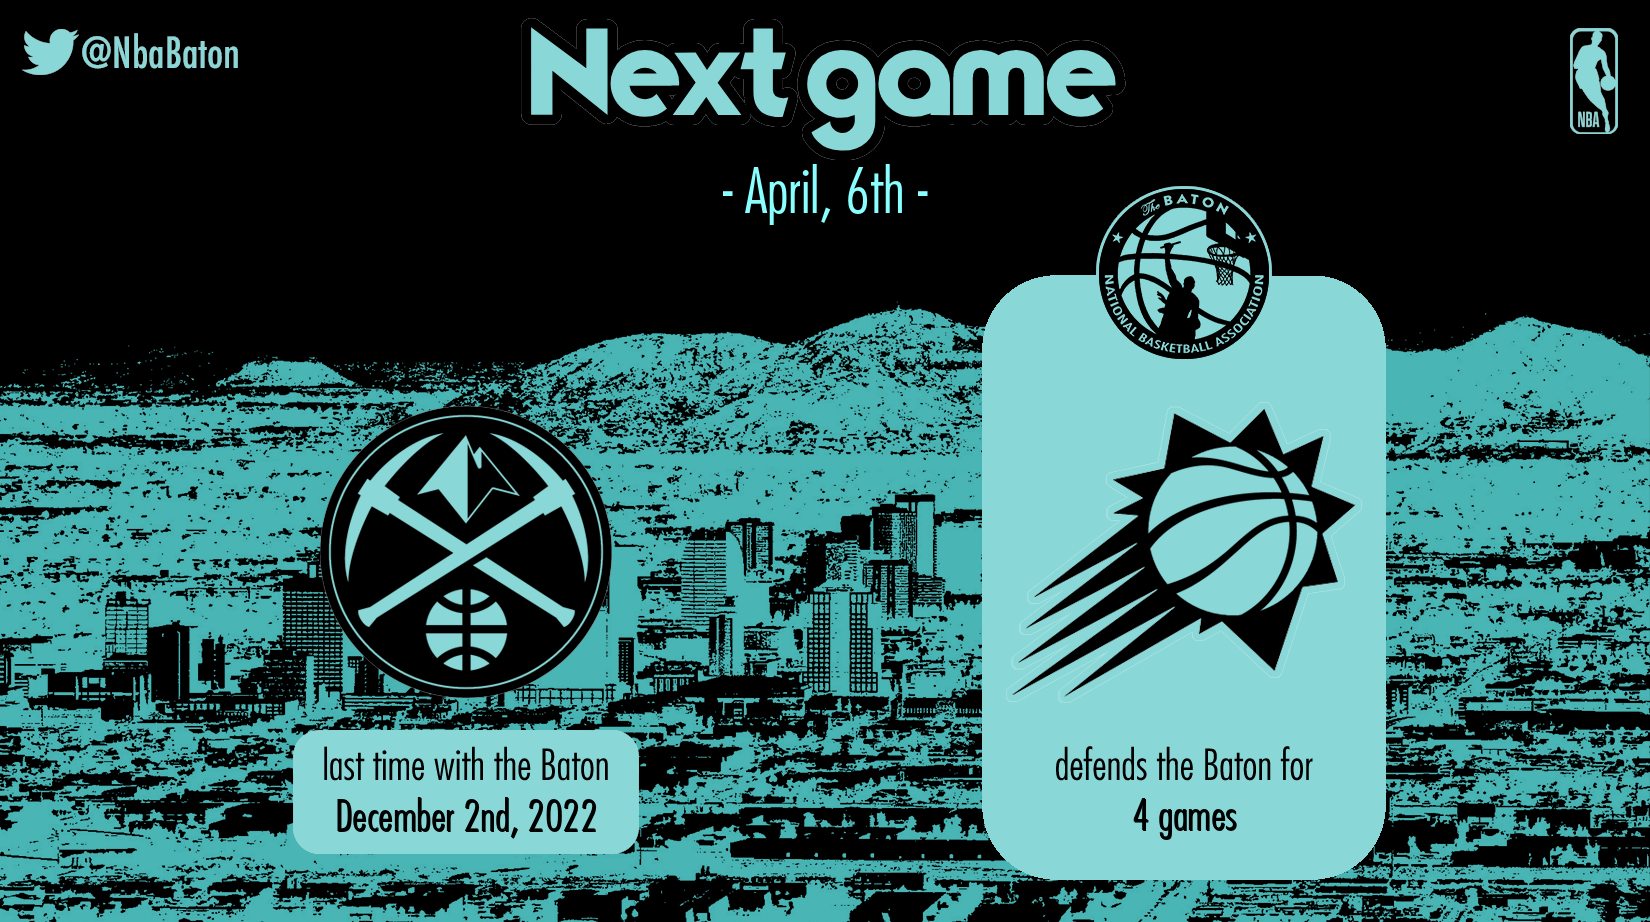 @NbaBaton
Next game
NBA
- April, 6th -
The BATON
NATIONAL BASKETBALL ASSOCIATION
last time with the Baton
December 2nd, 2022
defends the Baton for
4 games